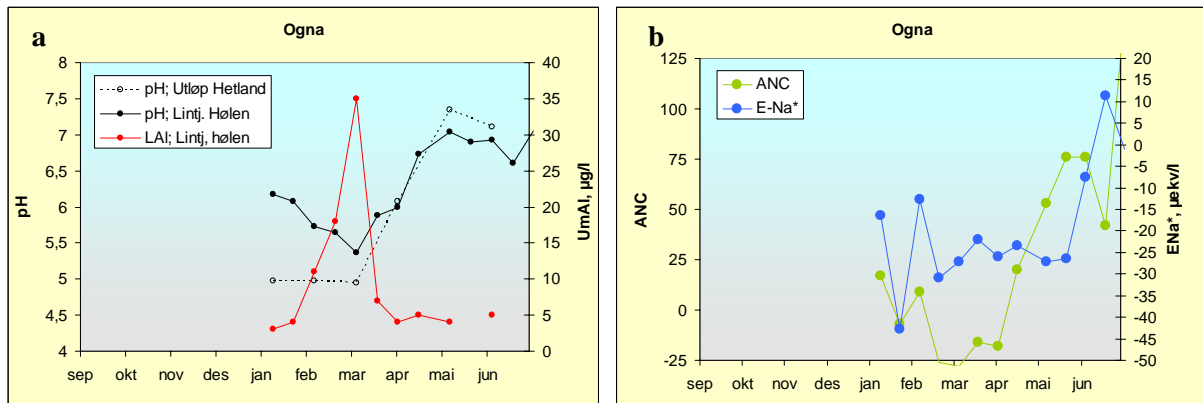 a
Ogna
8
7,5
7
6,5
6
5,5
5
4,5
4
pH
40
35
30
25
20
15
10
5
0
UmAl, µg/l
pH; Utløp Hetland
pH; Lintj. Hølen
LAl; Lintj, hølen
sep okt nov des jan feb mar apr mai jun
b
Ogna
125
100
75
50
25
0
-25
ANC
20
15
10
5
0
-5
-10
-15
-20
-25
-30
-35
-40
-45
-50
ENa*, µekv/l
ANC
E-Na*
sep okt nov des jan feb mar apr mai jun